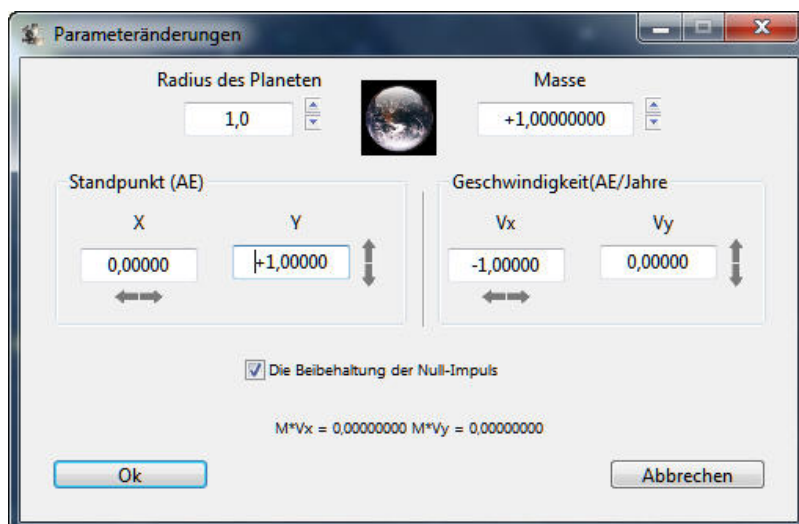 Parameteränderungen
Radius des Planeten Masse
1,0 +1,00000000
Standpunkt (AE) Geschwindigkeit(AE/Jahre
X Y Vx Vy
0,00000 +1,00000 -1,00000 0,00000
Die Beibehaltung der Null-Impuls
M*Vx = 0,00000000 M*Vy = 0,00000000
Ok Abbrechen